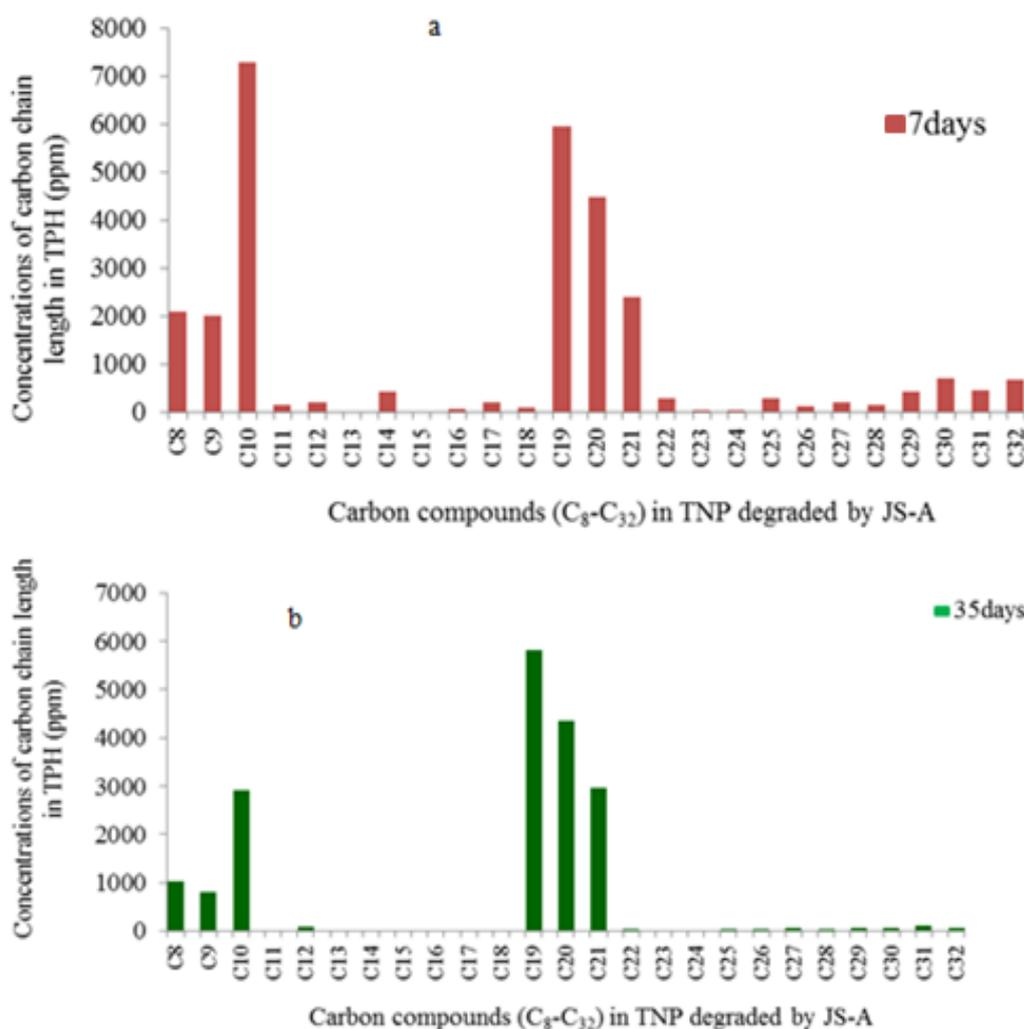 a
8000
7000
6000
5000
4000
3000
2000
1000
0
Concentrations of carbon chain
length in TPH (ppm)
7days
C8 C9 C10 C11 C12 C13 C14 C15 C16 C17 C18 C19 C20 C21 C22 C23 C24 C25 C26 C27 C28 C29 C30 C31 C32
Carbon compounds (C₈-C₃₂) in TNP degraded by JS-A
b
7000
6000
5000
4000
3000
2000
1000
0
Concentrations of carbon chain length
in TPH (ppm)
35days
C8 C9 C10 C11 C12 C13 C14 C15 C16 C17 C18 C19 C20 C21 C22 C23 C24 C25 C26 C27 C28 C29 C30 C31 C32
Carbon compounds (C₈-C₃₂) in TNP degraded by JS-A